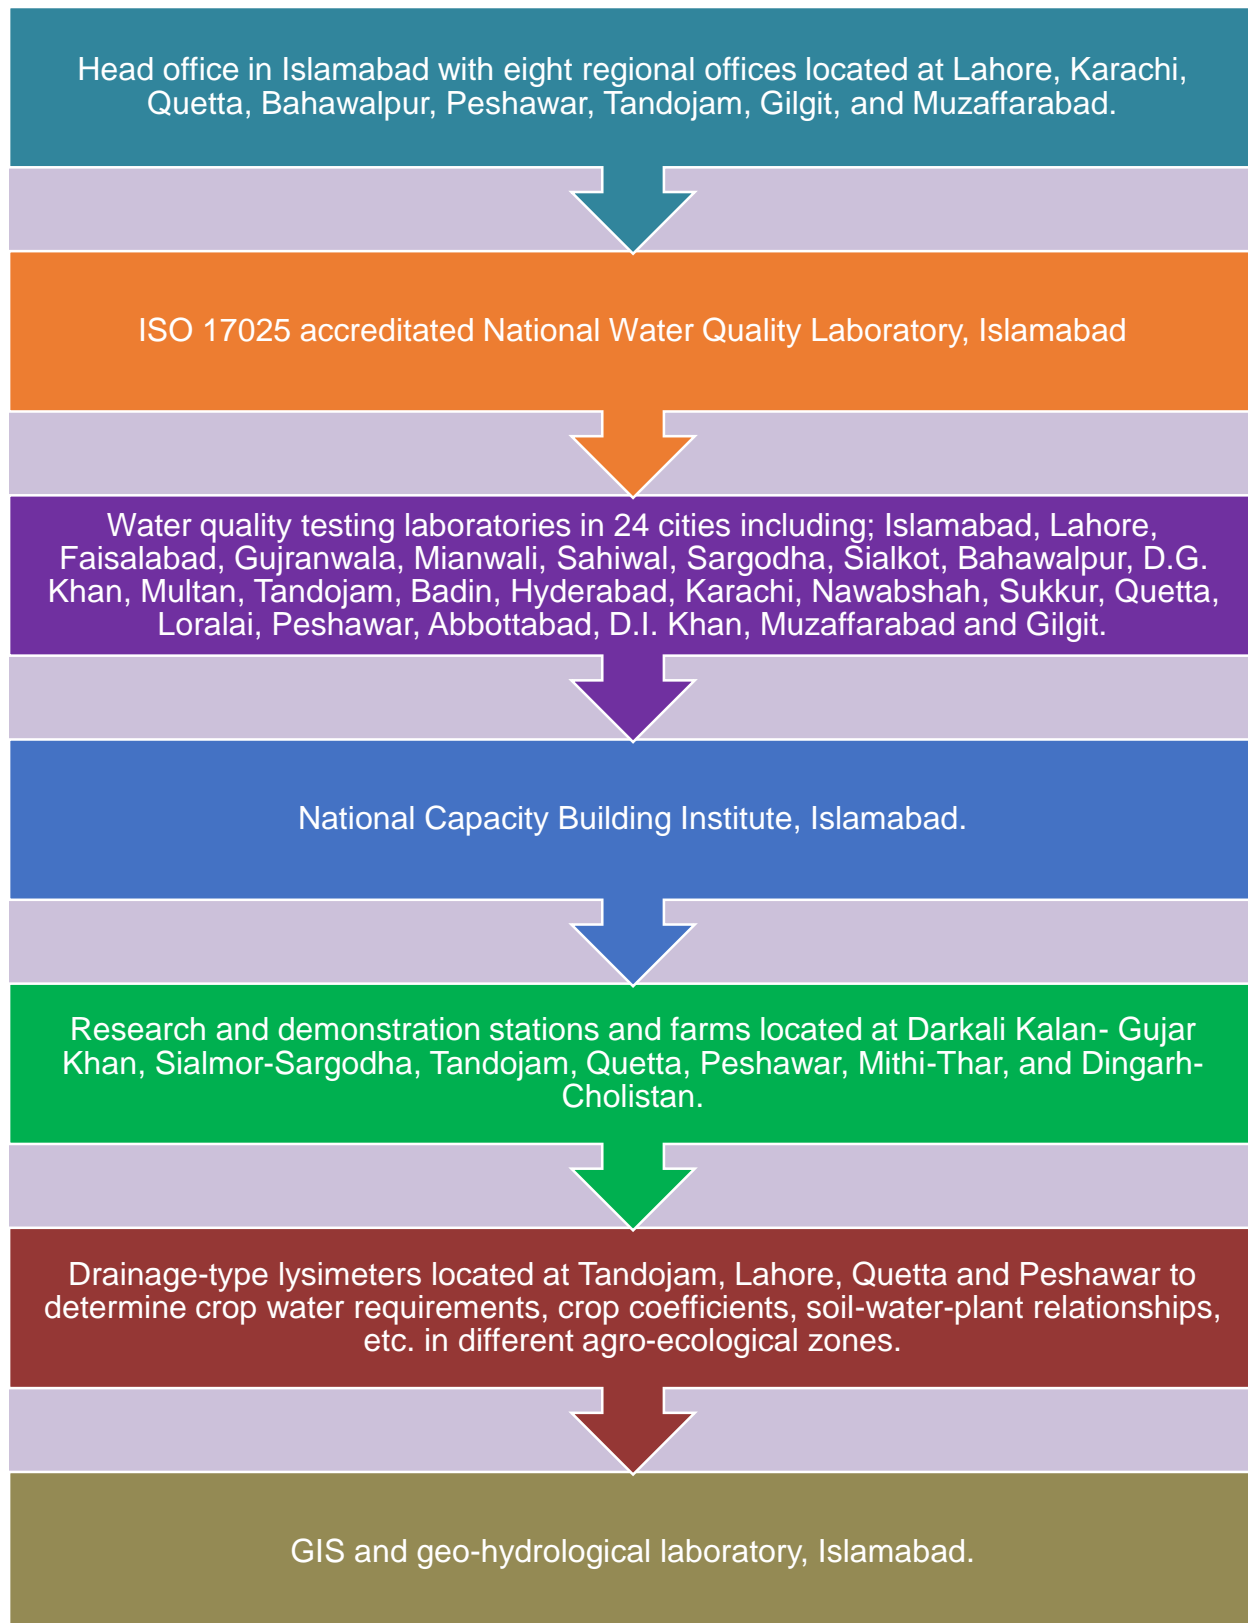 Head office in Islamabad with eight regional offices located at Lahore, Karachi,
Quetta, Bahawalpur, Peshawar, Tandojam, Gilgit, and Muzaffarabad.
ISO 17025 accreditated National Water Quality Laboratory, Islamabad
Water quality testing laboratories in 24 cities including; Islamabad, Lahore,
Faisalabad, Gujranwala, Mianwali, Sahiwal, Sargodha, Sialkot, Bahawalpur, D.G.
Khan, Multan, Tandojam, Badin, Hyderabad, Karachi, Nawabshah, Sukkur, Quetta,
Loralai, Peshawar, Abbottabad, D.I. Khan, Muzaffarabad and Gilgit.
National Capacity Building Institute, Islamabad.
Research and demonstration stations and farms located at Darkali Kalan- Gujar
Khan, Sialmor-Sargodha, Tandojam, Quetta, Peshawar, Mithi-Thar, and Dingarh-
Cholistan.
Drainage-type lysimeters located at Tandojam, Lahore, Quetta and Peshawar to
determine crop water requirements, crop coefficients, soil-water-plant relationships,
etc. in different agro-ecological zones.
GIS and geo-hydrological laboratory, Islamabad.